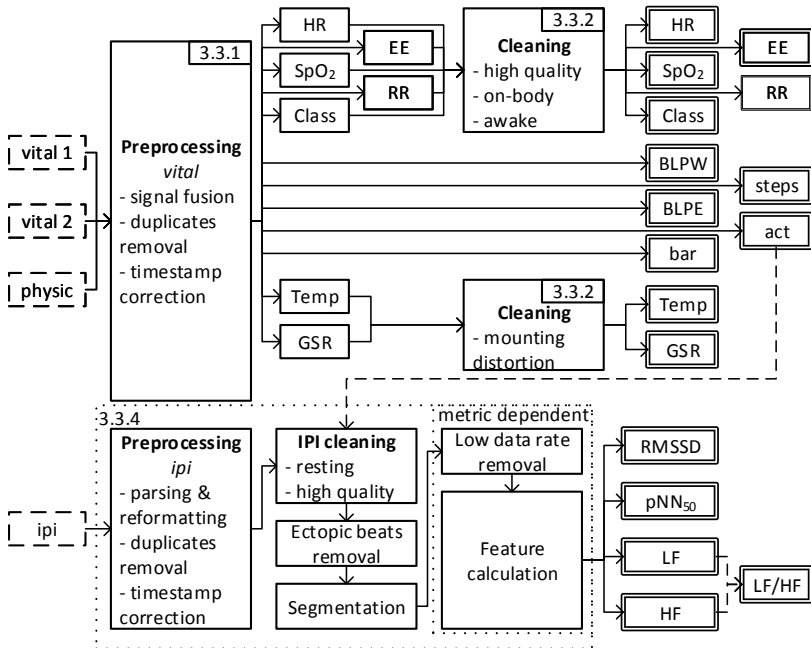 HR
3.3.2
HR
3.3.1
EE
Cleaning
EE
SpO₂
- high quality
SpO₂
RR
- on-body
RR
Class
- awake
Class
vital 1
Preprocessing
vital
BLPW
- signal fusion
steps
vital 2
- duplicates
removal
BLPE
act
- timestamp
correction
bar
physic
Temp
3.3.2
Temp
Cleaning
GSR
- mounting
distortion
GSR
3.3.4
metric dependent
Preprocessing
ipi
IPI cleaning
- resting
- high quality
Low data rate
removal
RMSSD
- parsing &
reformatting
pNN₅₀
ipi
- duplicates
removal
Ectopic beats
removal
Feature
calculation
LF
LF/HF
- timestamp
correction
Segmentation
HF